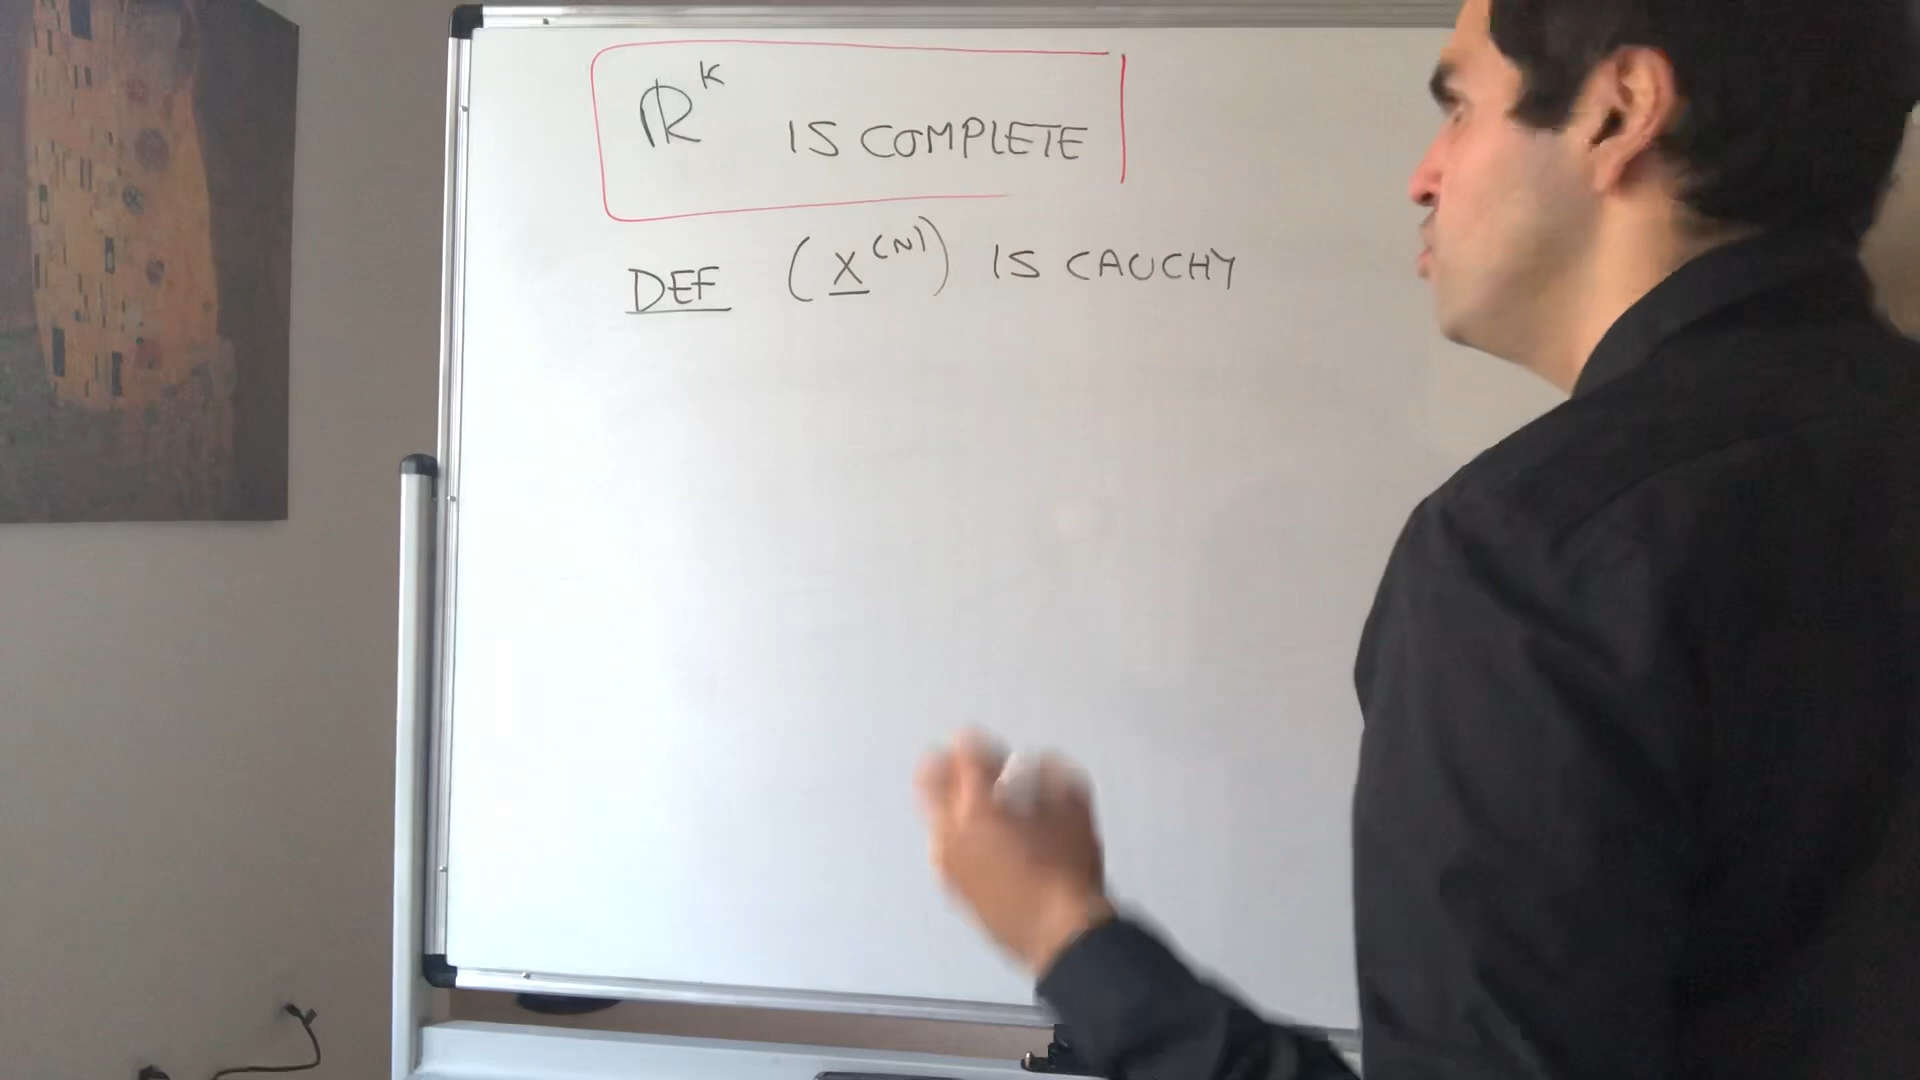 ℝ^K IS COMPLETE
DEF (x^(N)) IS CAUCHY